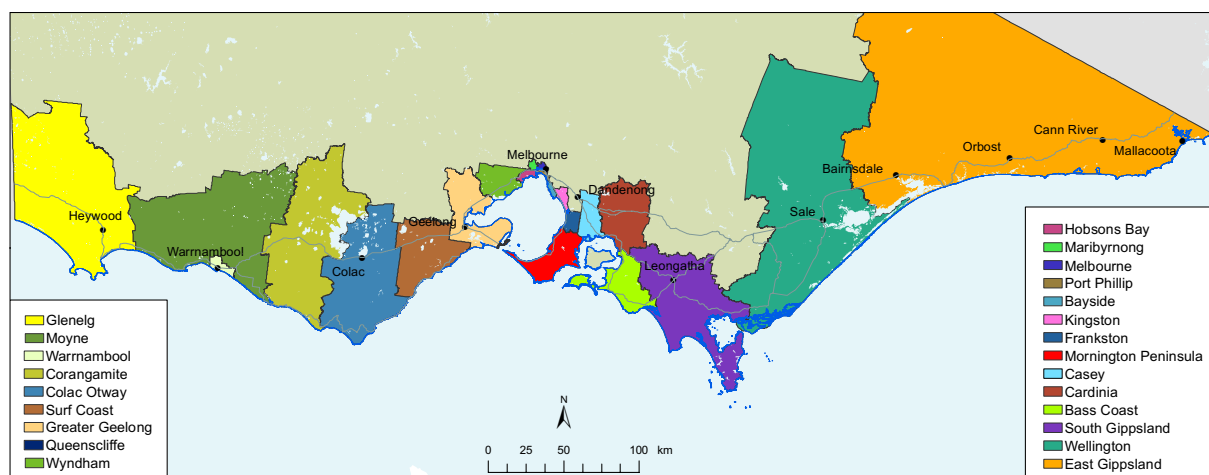 Cann River
Mallacoota
Orbost
Melbourne
Bairnsdale
Dandenong
Heywood
Geelong
Sale
Warrnambool
Colac
Leongatha
Glenelg
Moyne
Warrnambool
Corangamite
Colac Otway
Surf Coast
Greater Geelong
Queenscliffe
Wyndham
N
0 25 50 100 km
Hobsons Bay
Maribyrnong
Melbourne
Port Phillip
Bayside
Kingston
Frankston
Mornington Peninsula
Casey
Cardinia
Bass Coast
South Gippsland
Wellington
East Gippsland